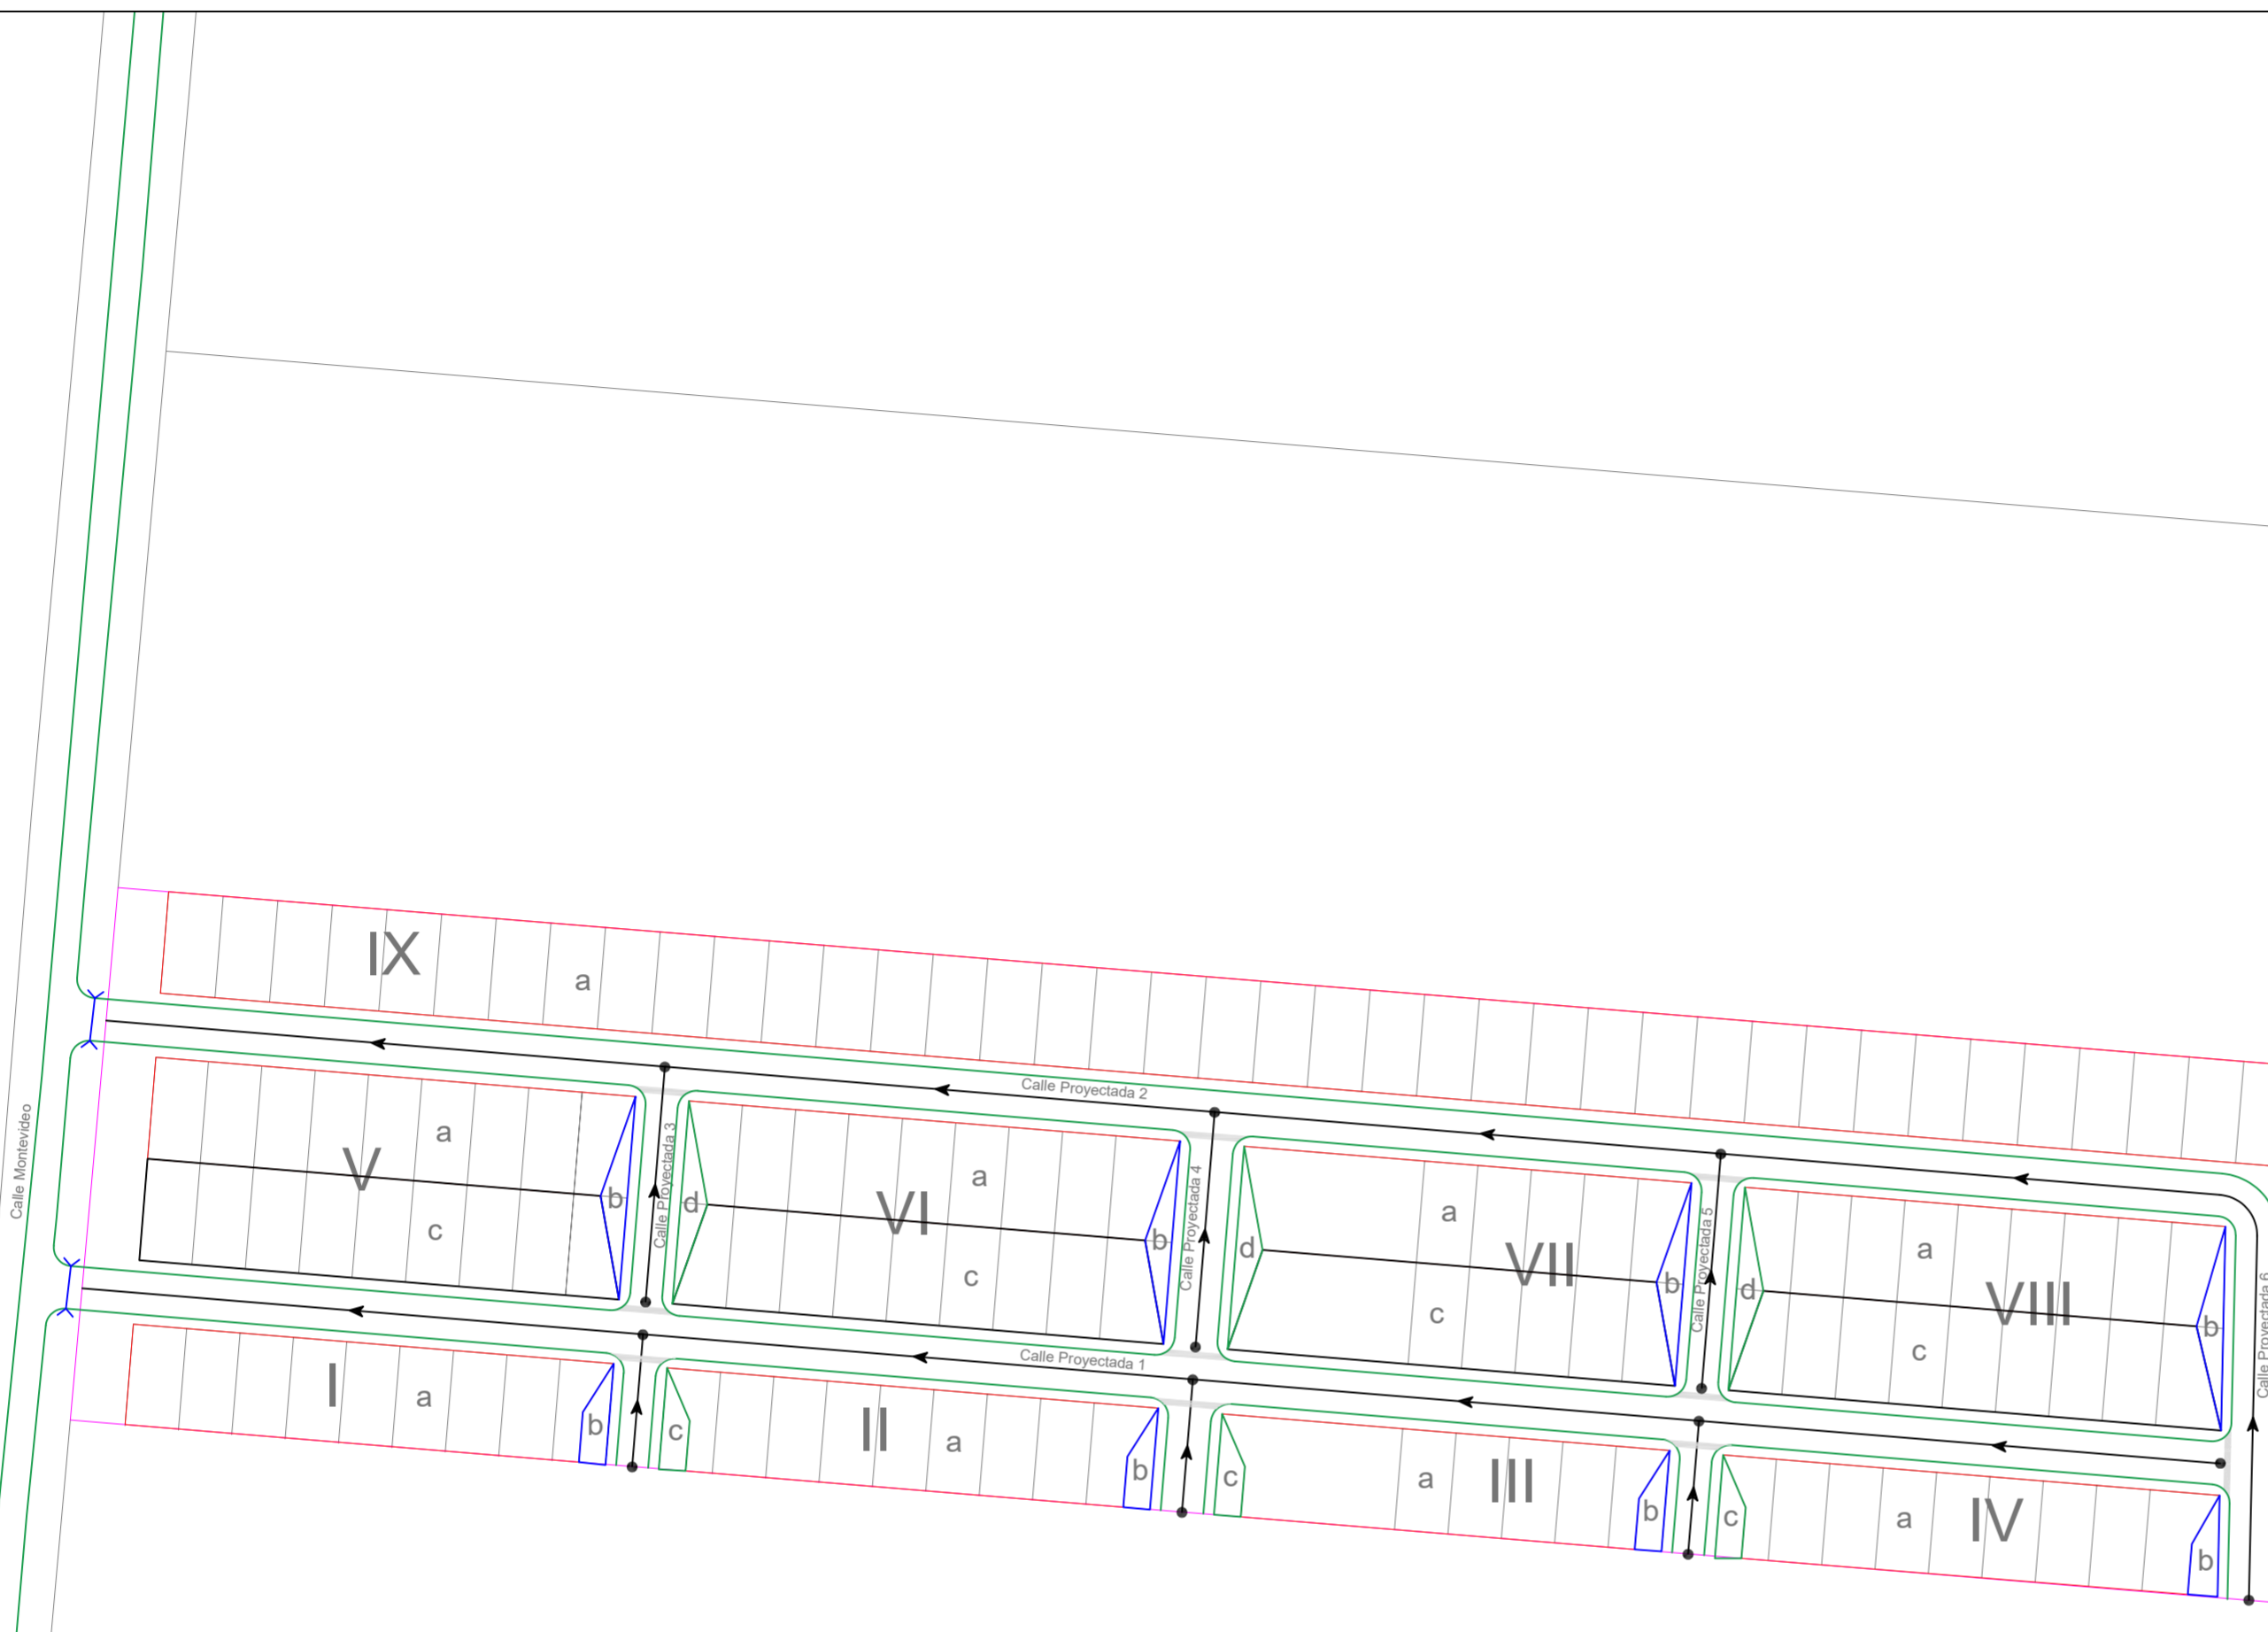 IX
a
Calle Proyectada 2
Calle Montevideo
V
a
b
c
Calle Proyectada 3
d
VI
a
b
c
Calle Proyectada 4
d
VII
a
b
c
Calle Proyectada 5
d
VIII
a
b
c
Calle Proyectada 6
Calle Proyectada 1
I
a
b
c
II
a
b
c
a
III
b
c
a
IV
b